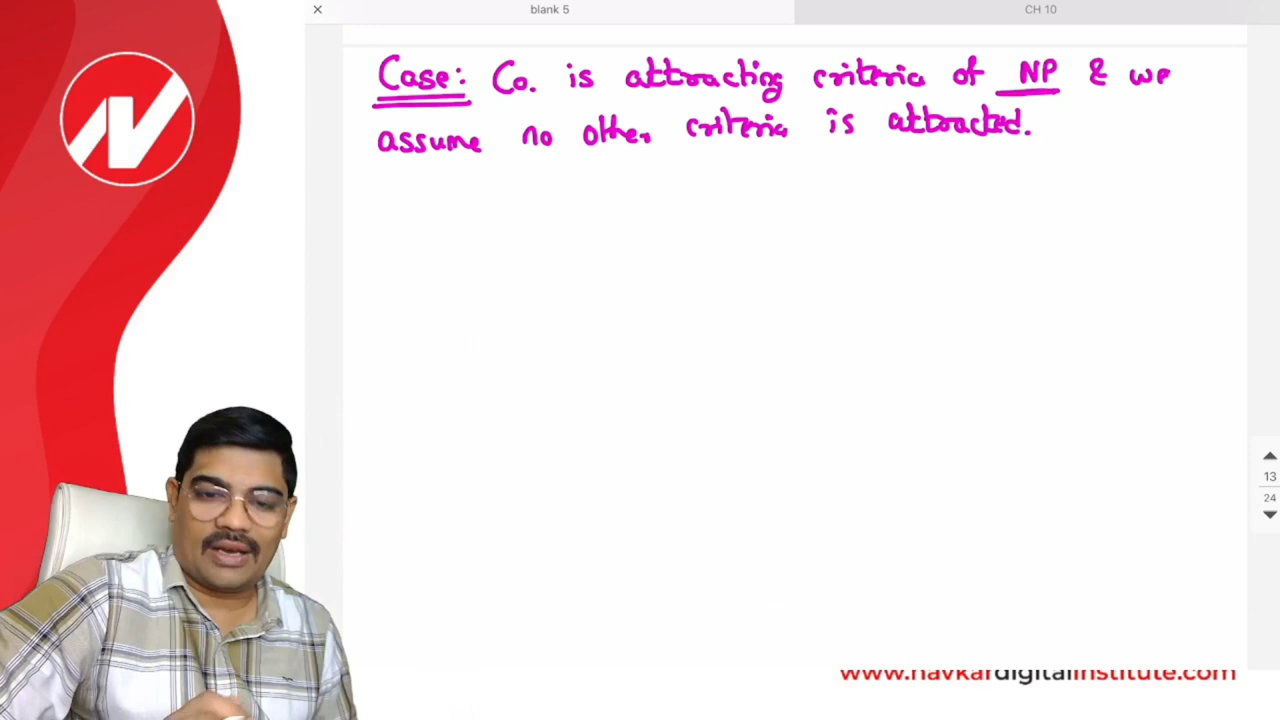 blank 5
CH 10
Case: Co. is attracting criteria of NP & we
assume no other criteria is attracted.
13
24
www.navkardigitalinstitute.com